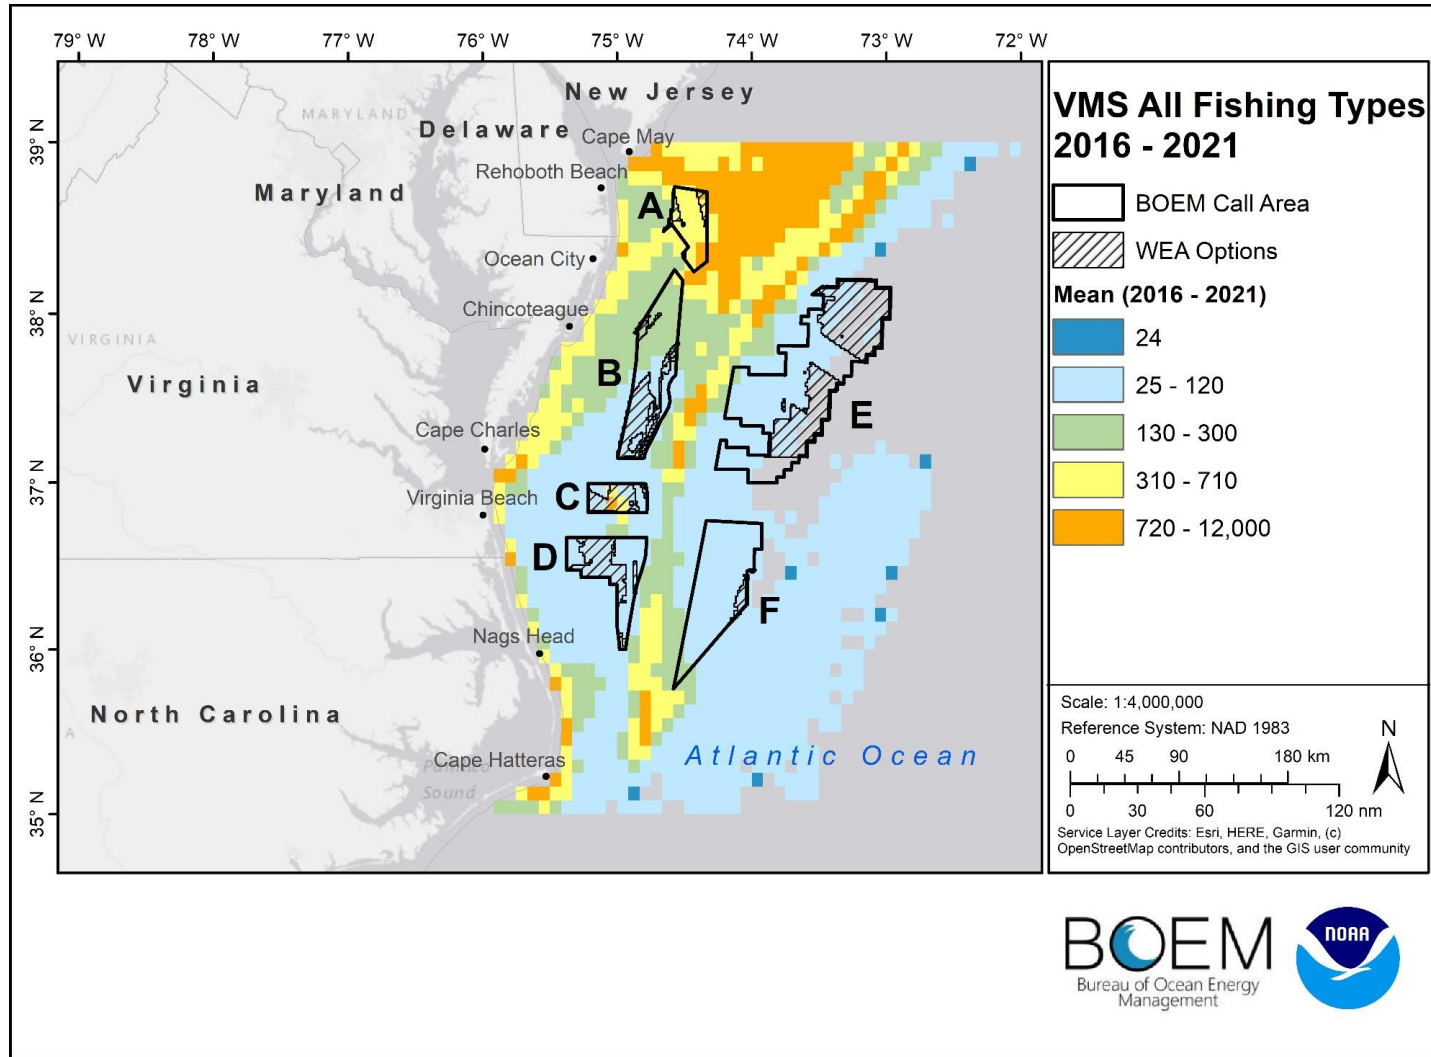 79° W 78° W 77° W 76° W 75° W 74° W 73° W 72° W
39° N
38° N
37° N
36° N
35° N
New Jersey
MARYLAND
Delaware
Cape May
Rehoboth Beach
Maryland
A
Ocean City
Chincoteague
VIRGINIA
Virginia
B
E
Cape Charles
Virginia Beach
C
D
F
Nags Head
North Carolina
A
Atlantic Ocean
Cape Hatteras
Pamlico
Sound
VMS All Fishing Types
2016 - 2021
BOEM Call Area
WEA Options
Mean (2016 - 2021)
24
25 - 120
130 - 300
310 - 710
720 - 12,000
Scale: 1:4,000,000
Reference System: NAD 1983
N
0 45 90 180 km
0 30 60 120 nm
Service Layer Credits: Esri, HERE, Garmin, (c)
OpenStreetMap contributors, and the GIS user community
BOEM
Bureau of Ocean Energy
Management
NOAA